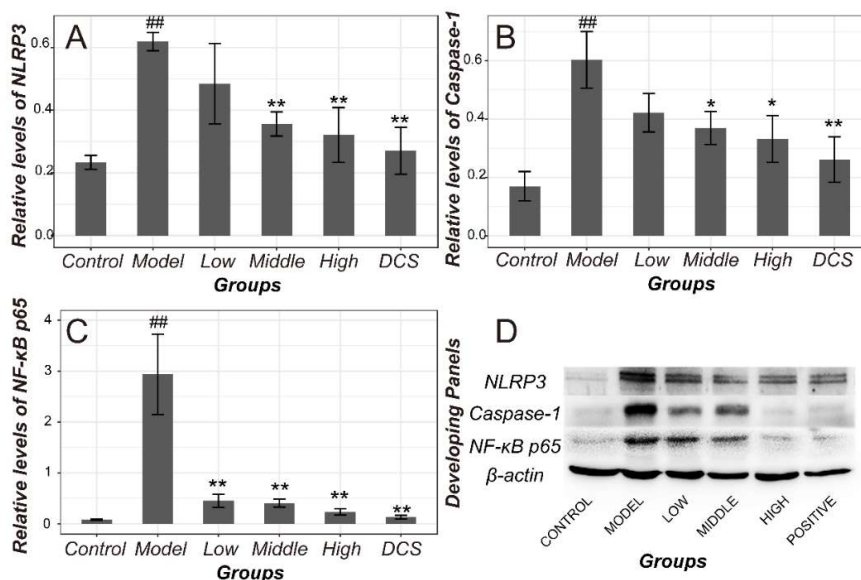 A
Relative levels of NLRP3
0.6
0.4
0.2
0.0
##
**
**
**
Control Model Low Middle High DCS
Groups
B
Relative levels of Caspase-1
0.6
0.4
0.2
0.0
##
*
*
**
Control Model Low Middle High DCS
Groups
C
Relative levels of NF-κB p65
4
3
2
1
0
##
**
**
**
**
Control Model Low Middle High DCS
Groups
D
Developing Panels
NLRP3
Caspase-1
NF-κB p65
β-actin
CONTROL MODEL LOW MIDDLE HIGH POSITIVE
Groups